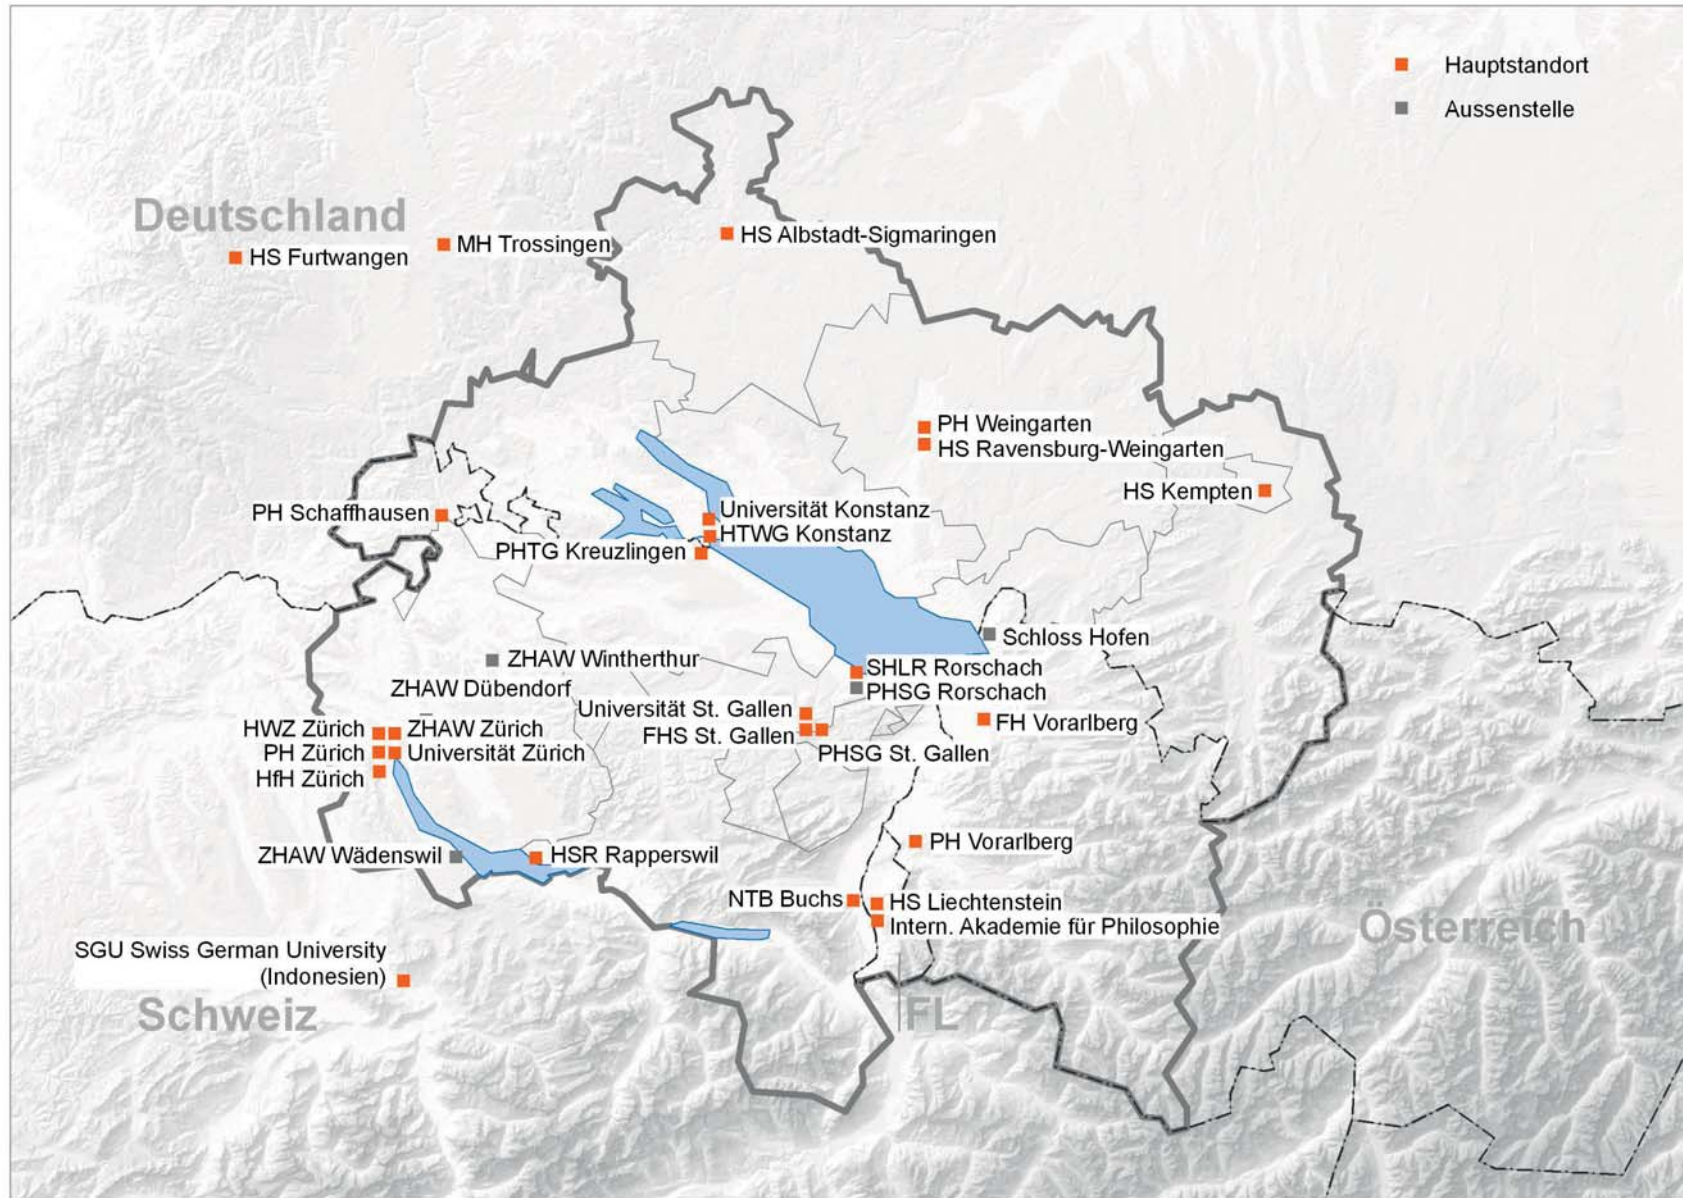 Hauptstandort
Aussenstelle
Deutschland
HS Furtwangen
MH Trossingen
HS Albstadt-Sigmaringen
PH Weingarten
HS Ravensburg-Weingarten
HS Kempten
PH Schaffhausen
Universität Konstanz
HTWG Konstanz
PHTG Kreuzlingen
Schloss Hofen
ZHAW Wintherthur
SHLR Rorschach
ZHAW Dübendorf
PHSG Rorschach
Universität St. Gallen
HWZ Zürich
ZHAW Zürich
FHS St. Gallen
FH Vorarlberg
PH Zürich
Universität Zürich
PHSG St. Gallen
HfH Zürich
PH Vorarlberg
ZHAW Wädenswil
HSR Rapperswil
NTB Buchs
HS Liechtenstein
Intern. Akademie für Philosophie
Österreich
SGU Swiss German University
(Indonesien)
Schweiz
FL